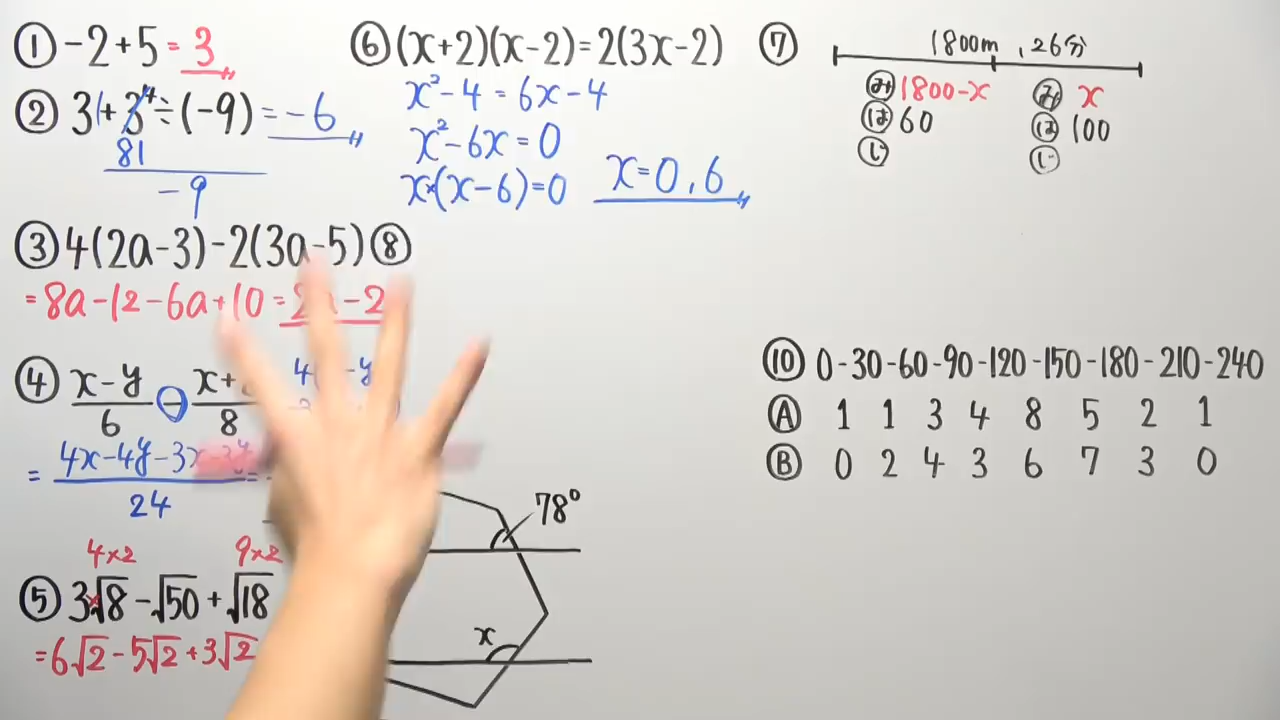 ① -2+5 = 3
② 31+3⁴÷(-9) = -6
81
-9
③ 4(2a-3)-2(3a-5)
= 8a-12-6a+10 =
④ x-y/6 - x+
/8
= 4x-4y-3x-3y/24 =
4×2 9×2
⑤ 3√8 - √50 + √18
= 6√2 - 5√2 + 3√2
⑥ (x+2)(x-2)=2(3x-2)
x²-4 = 6x-4
x²-6x = 0
x(x-6)=0 x=0,6
⑦ 1800m , 26分
み 1800-x み x
は 60 は 100
じ じ
⑧
78°
x
⑩ 0-30-60-90-120-150-180-210-240
Ⓐ 1 1 3 4 8 5 2 1
Ⓑ 0 2 4 3 6 7 3 0